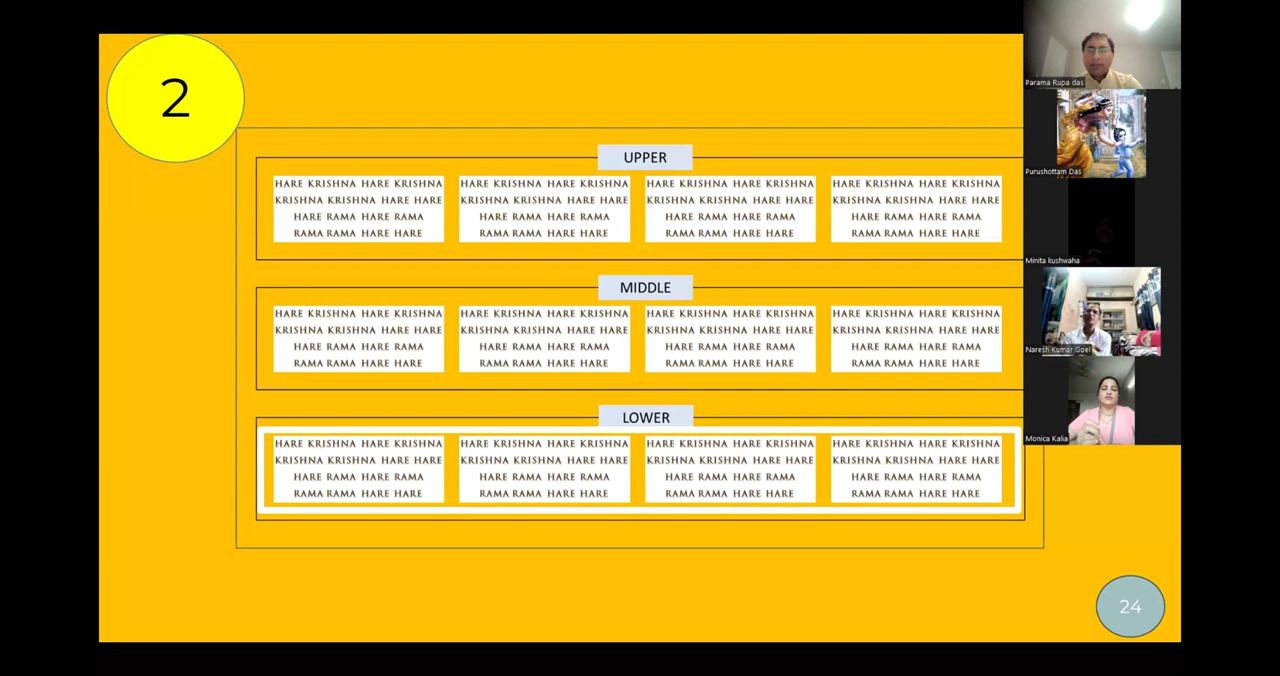 2
UPPER
HARE KRISHNA HARE KRISHNA
KRISHNA KRISHNA HARE HARE
HARE RAMA HARE RAMA
RAMA RAMA HARE HARE
HARE KRISHNA HARE KRISHNA
KRISHNA KRISHNA HARE HARE
HARE RAMA HARE RAMA
RAMA RAMA HARE HARE
HARE KRISHNA HARE KRISHNA
KRISHNA KRISHNA HARE HARE
HARE RAMA HARE RAMA
RAMA RAMA HARE HARE
HARE KRISHNA HARE KRISHNA
KRISHNA KRISHNA HARE HARE
HARE RAMA HARE RAMA
RAMA RAMA HARE HARE
MIDDLE
HARE KRISHNA HARE KRISHNA
KRISHNA KRISHNA HARE HARE
HARE RAMA HARE RAMA
RAMA RAMA HARE HARE
HARE KRISHNA HARE KRISHNA
KRISHNA KRISHNA HARE HARE
HARE RAMA HARE RAMA
RAMA RAMA HARE HARE
HARE KRISHNA HARE KRISHNA
KRISHNA KRISHNA HARE HARE
HARE RAMA HARE RAMA
RAMA RAMA HARE HARE
HARE KRISHNA HARE KRISHNA
KRISHNA KRISHNA HARE HARE
HARE RAMA HARE RAMA
RAMA RAMA HARE HARE
LOWER
HARE KRISHNA HARE KRISHNA
KRISHNA KRISHNA HARE HARE
HARE RAMA HARE RAMA
RAMA RAMA HARE HARE
HARE KRISHNA HARE KRISHNA
KRISHNA KRISHNA HARE HARE
HARE RAMA HARE RAMA
RAMA RAMA HARE HARE
HARE KRISHNA HARE KRISHNA
KRISHNA KRISHNA HARE HARE
HARE RAMA HARE RAMA
RAMA RAMA HARE HARE
HARE KRISHNA HARE KRISHNA
KRISHNA KRISHNA HARE HARE
HARE RAMA HARE RAMA
RAMA RAMA HARE HARE
24
Parama Rupa das
Purushottam Das
Minita kushwaha
Naresh Kumar Goel
Monica Kalia